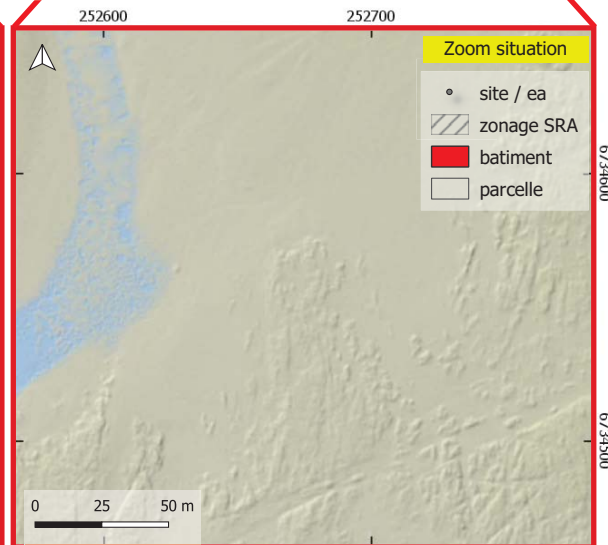 252600 252700
Zoom situation
site / ea
zonage SRA
batiment
parcelle
6734600
6734500
0 25 50 m